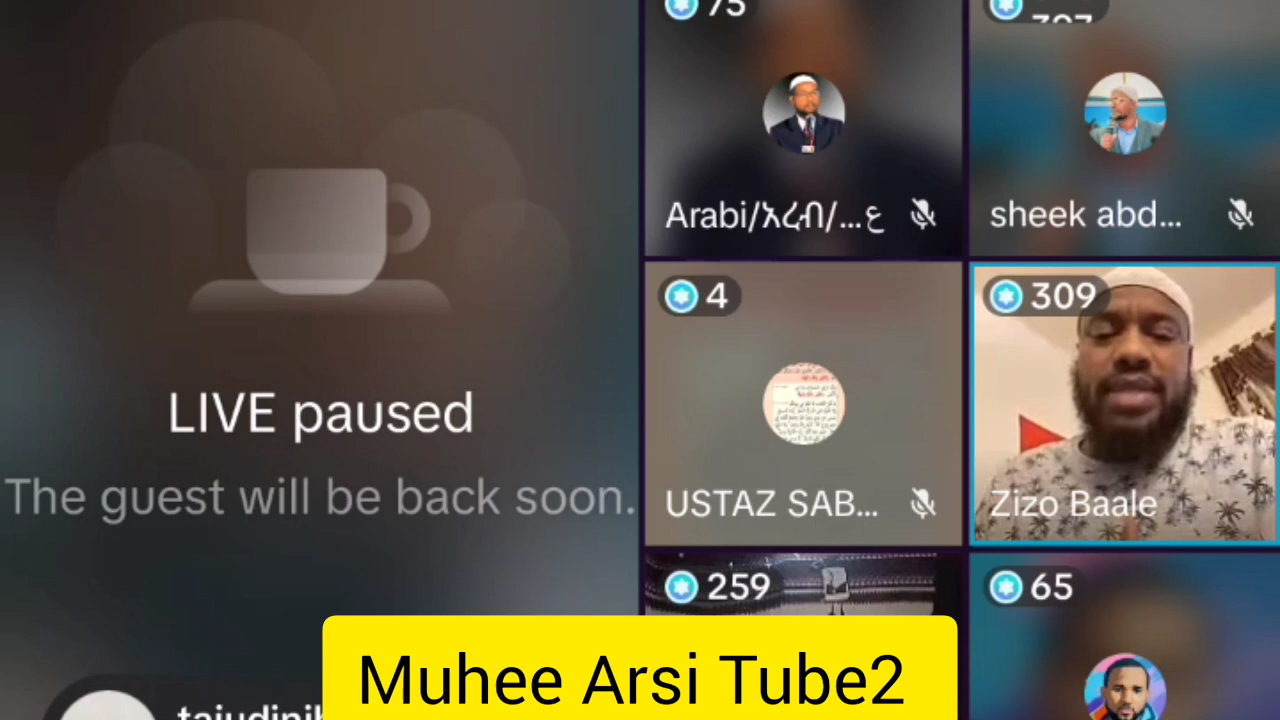 75
Arabi/አረብ/...ع
sheek abd...
4
USTAZ SAB...
309
Zizo Baale
LIVE paused
The guest will be back soon.
259
65
Muhee Arsi Tube2